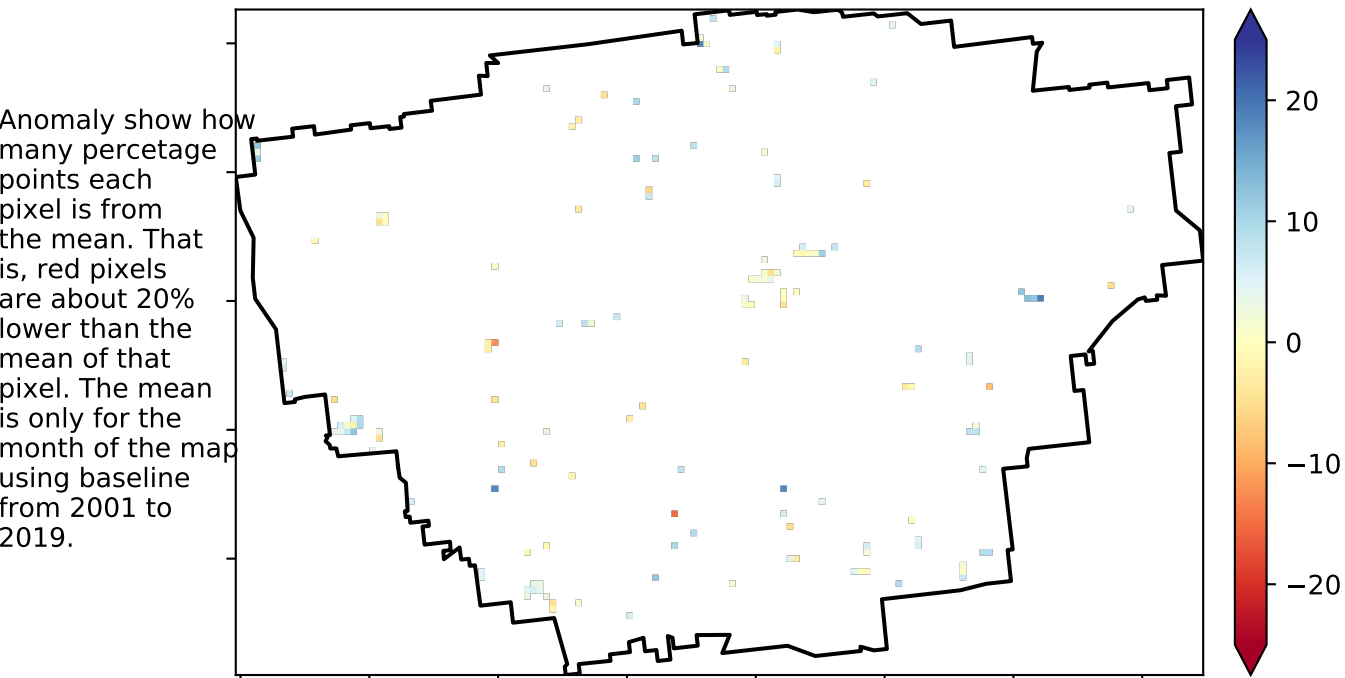 Anomaly show how
many percetage
points each
pixel is from
the mean. That
is, red pixels
are about 20%
lower than the
mean of that
pixel. The mean
is only for the
month of the map
using baseline
from 2001 to
2019.
20
10
0
−10
−20